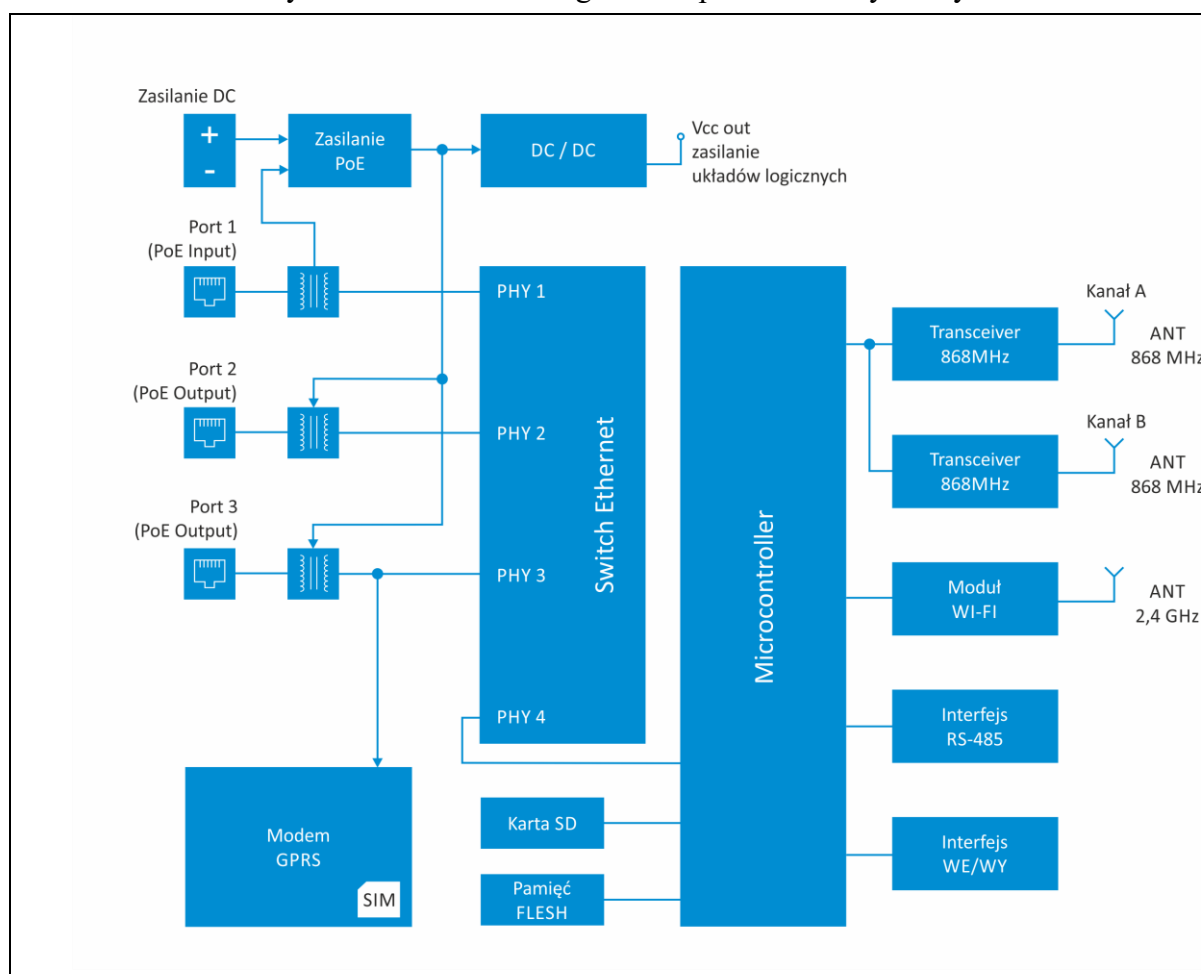 Zasilanie DC
+
-
Zasilanie
PoE
DC / DC
Vcc out
zasilanie
układów logicznych
Port 1
(PoE Input)
PHY 1
Port 2
(PoE Output)
PHY 2
Port 3
(PoE Output)
PHY 3
PHY 4
Switch Ethernet
Microcontroller
Transceiver
868MHz
Kanał A
ANT
868 MHz
Transceiver
868MHz
Kanał B
ANT
868 MHz
Moduł
WI-FI
ANT
2,4 GHz
Interfejs
RS-485
Interfejs
WE/WY
Modem
GPRS
SIM
Karta SD
Pamięć
FLESH